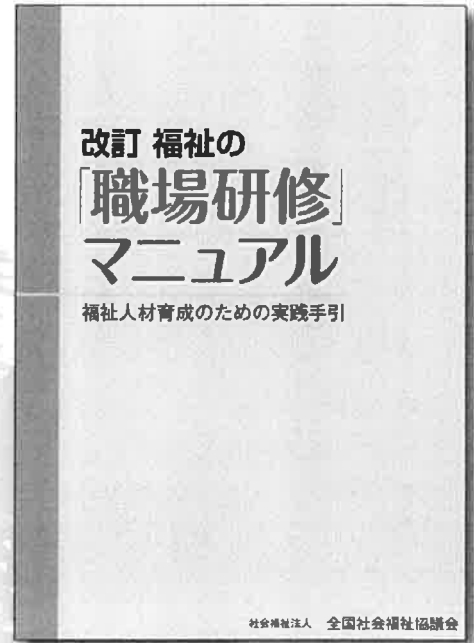 改訂 福祉の
「職場研修」
マニュアル
福祉人材育成のための実践手引
社会福祉法人 全国社会福祉協議会